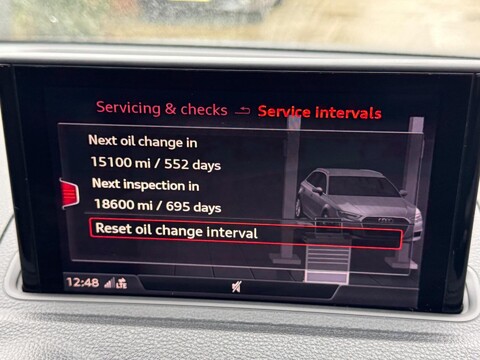 Servicing & checks Service intervals
Next oil change in
15100 mi / 552 days
Next inspection in
18600 mi / 695 days
Reset oil change interval
12:48 LTE